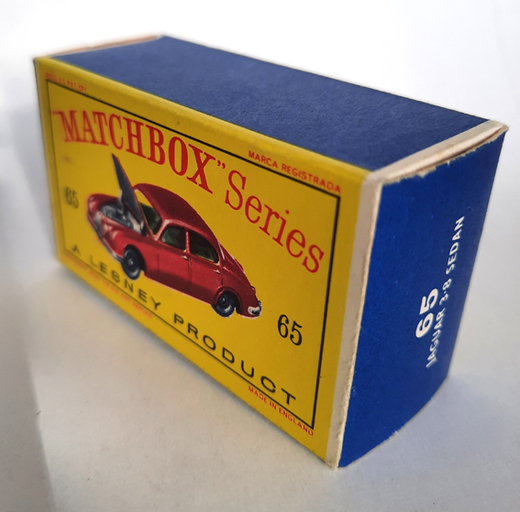 "MATCHBOX" Series
MARCA REGISTRADA
65
65
A LESNEY PRODUCT
MADE IN ENGLAND
65
JAGUAR 3·8 SEDAN